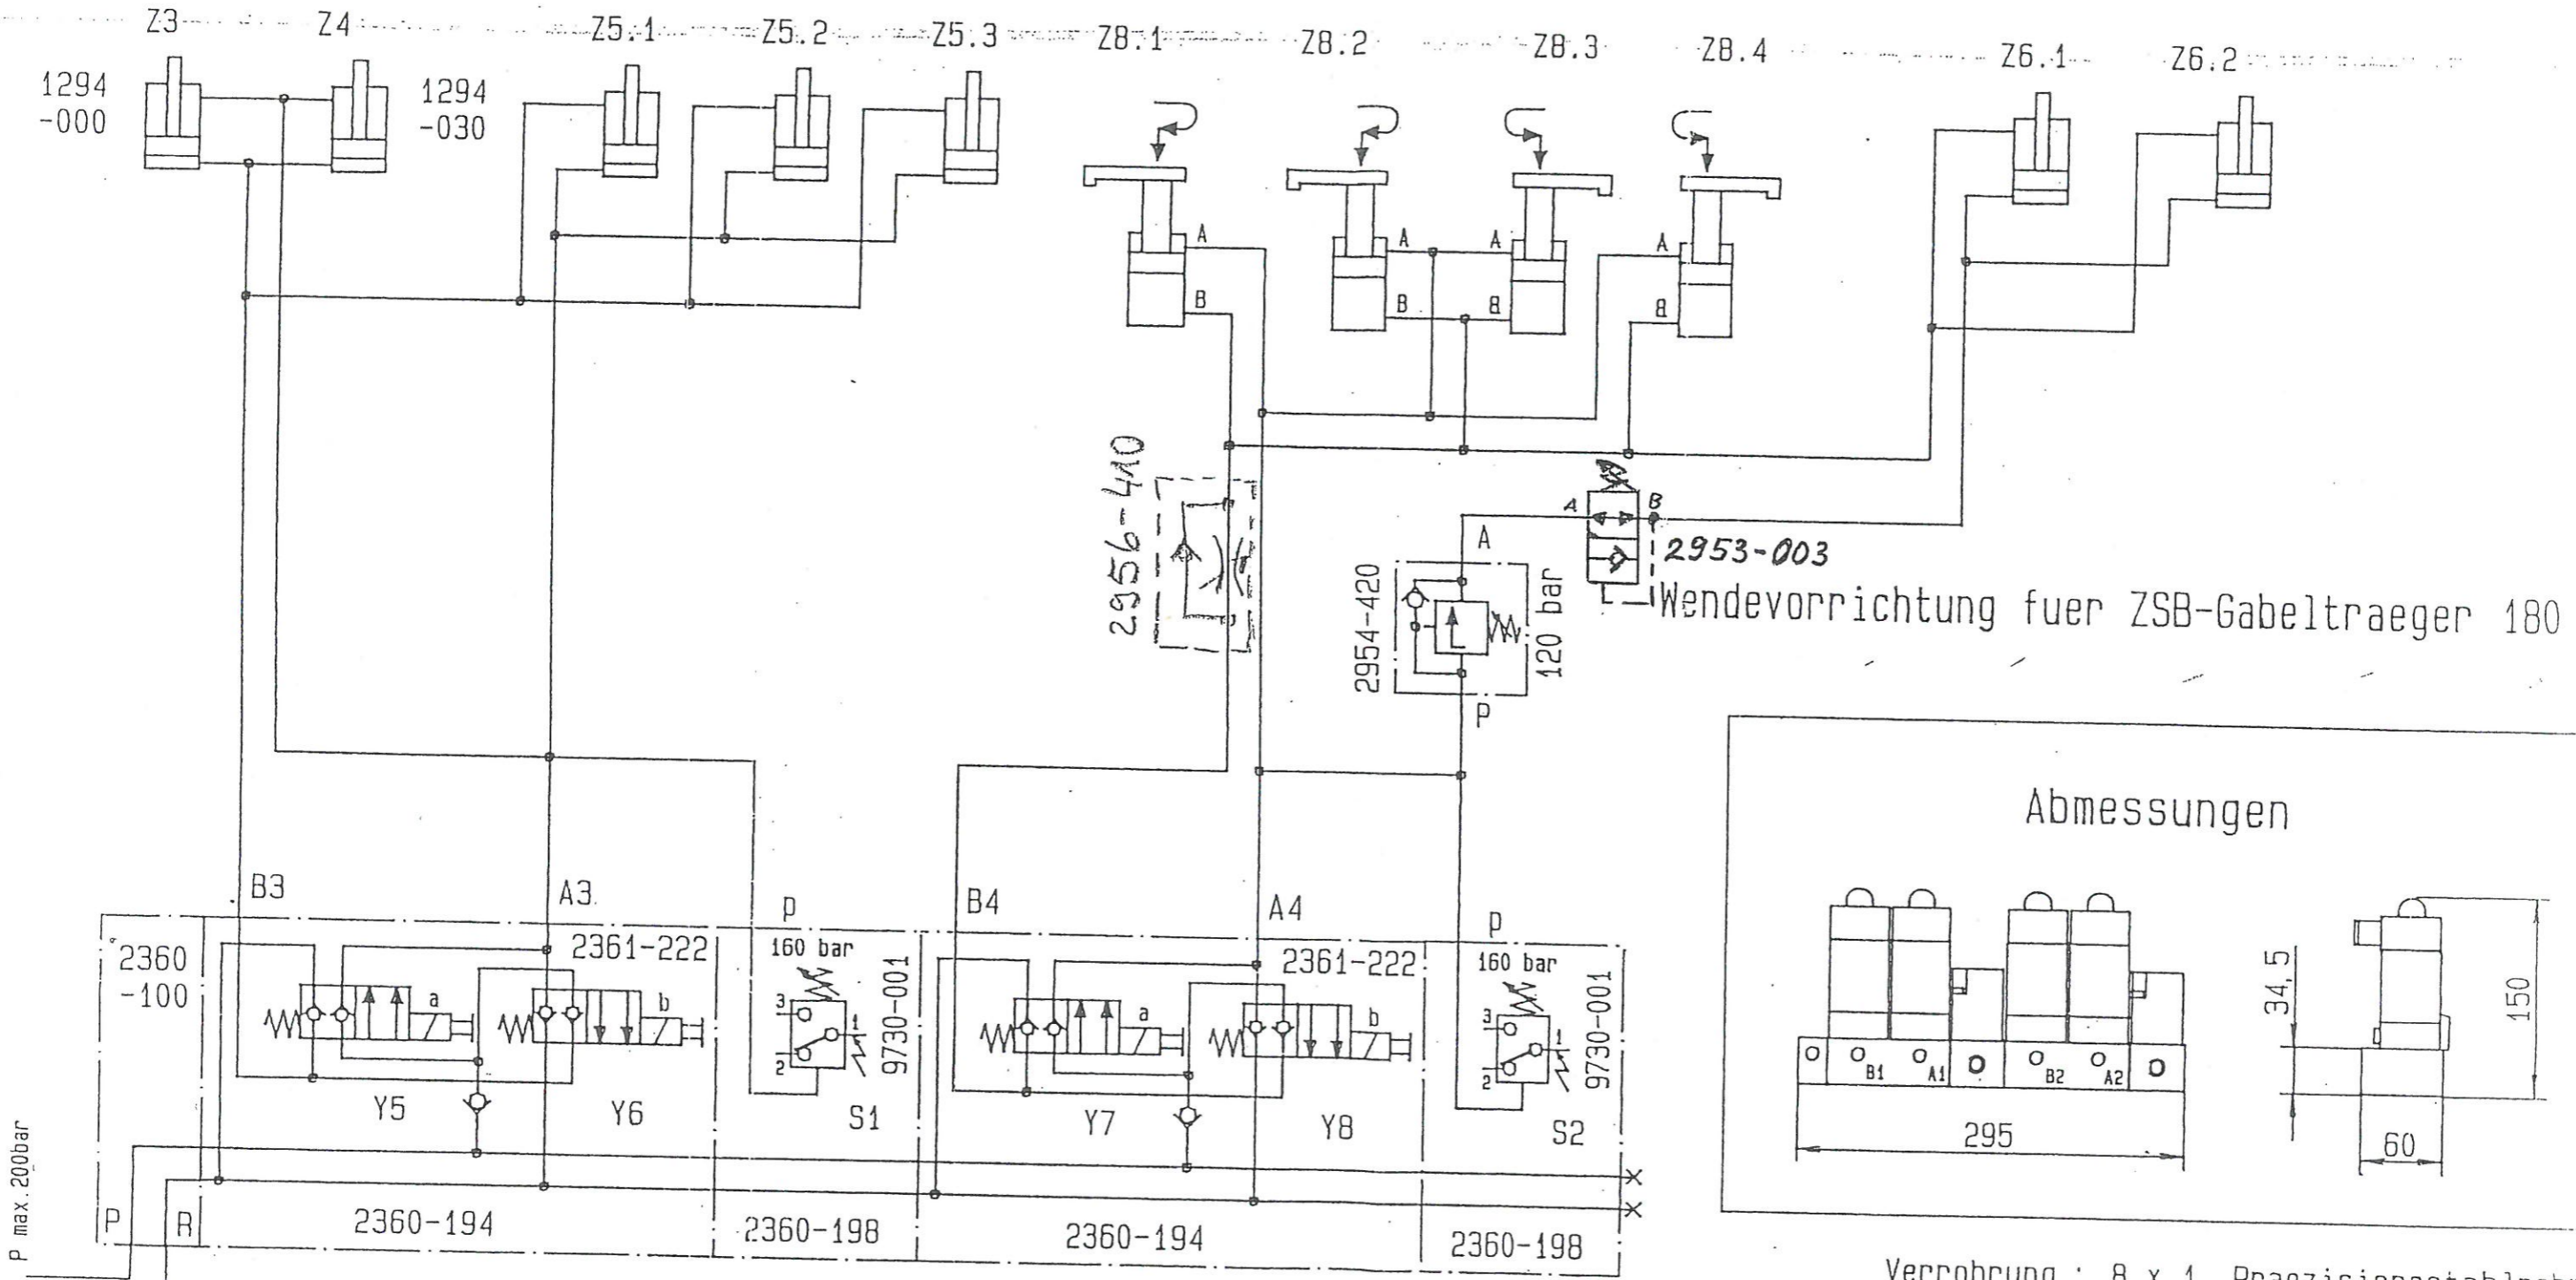 Z3 Z4 Z5.1 Z5.2 Z5.3 Z8.1 Z8.2 Z8.3 Z8.4 Z6.1 Z6.2
1294
-000
1294
-030
A A A A
B B B B
2956-410
A B
2953-003
A
2954-420
120 bar
P
Wendevorrichtung fuer ZSB-Gabeltraeger 180
Abmessungen
B3 A3 P B4 A4 P
2360
-100
2361-222
160 bar
9730-001
2361-222
160 bar
9730-001
a b a b
3 1 2
3 1 2
Y5 Y6 S1 Y7 Y8 S2
B1 A1 B2 A2
295
34,5
150
60
P max.200bar
P R
2360-194 2360-198 2360-194 2360-198
Verrohrung : 8 x 1